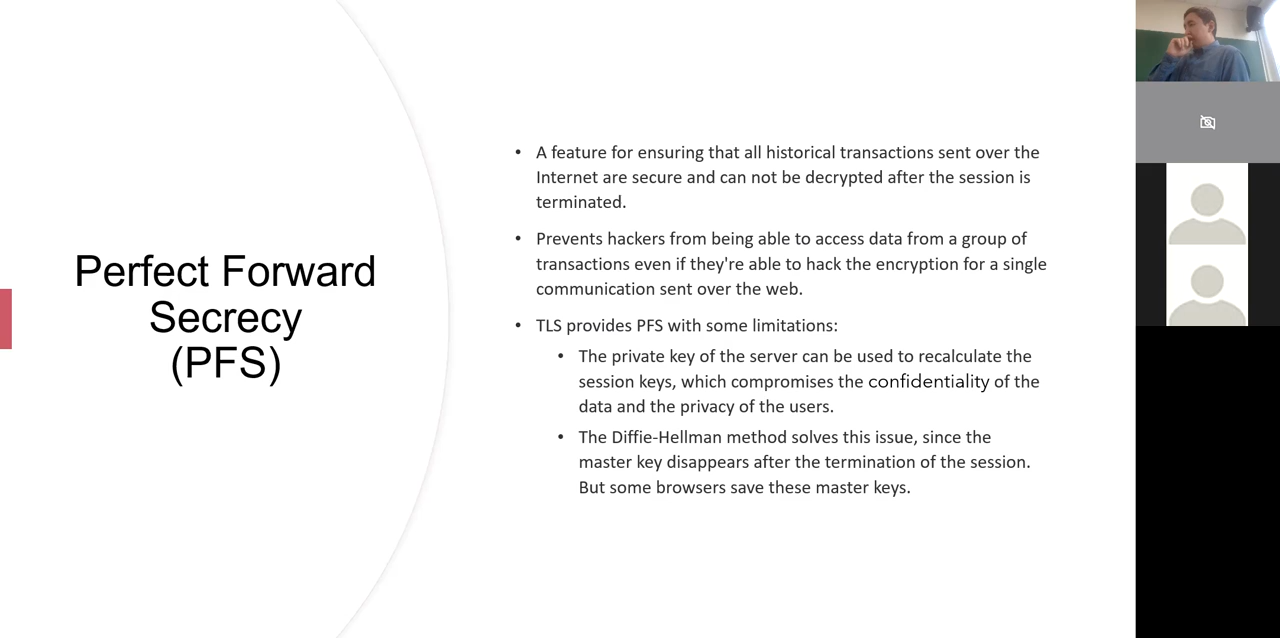 Perfect Forward
Secrecy
(PFS)
• A feature for ensuring that all historical transactions sent over the
Internet are secure and can not be decrypted after the session is
terminated.
• Prevents hackers from being able to access data from a group of
transactions even if they're able to hack the encryption for a single
communication sent over the web.
• TLS provides PFS with some limitations:
• The private key of the server can be used to recalculate the
session keys, which compromises the confidentiality of the
data and the privacy of the users.
• The Diffie-Hellman method solves this issue, since the
master key disappears after the termination of the session.
But some browsers save these master keys.